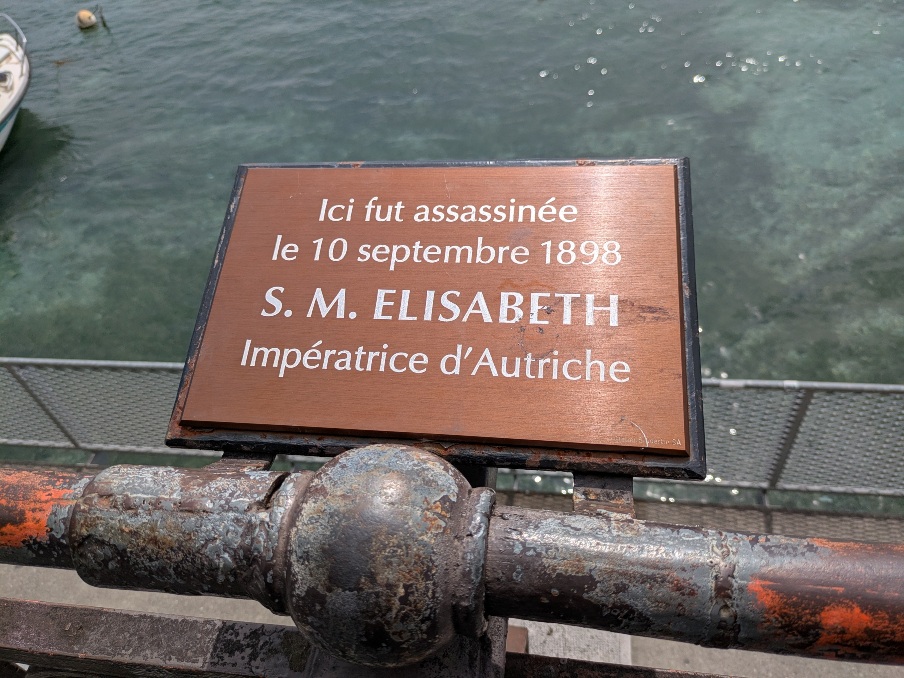 Ici fut assassinée
le 10 septembre 1898
S. M. ELISABETH
Impératrice d'Autriche